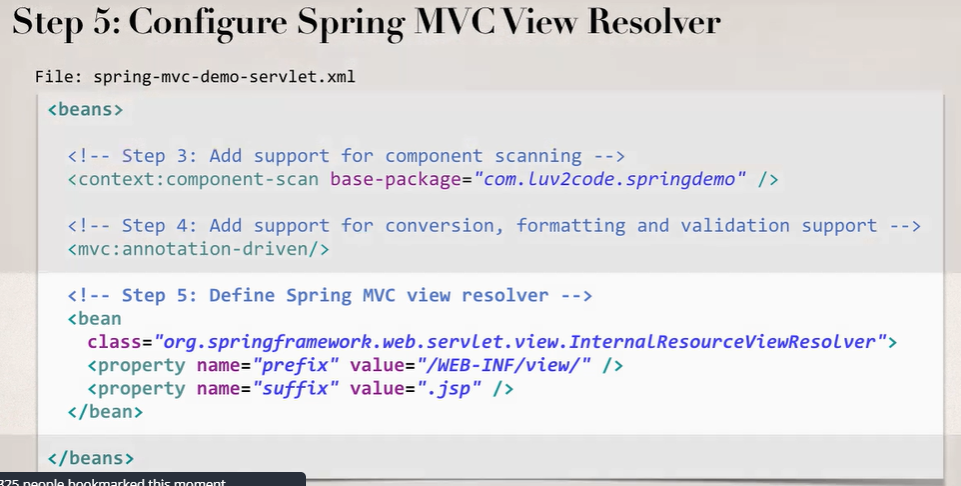 Step 5: Configure Spring MVC View Resolver
File: spring-mvc-demo-servlet.xml
<beans>
<!-- Step 3: Add support for component scanning -->
<context:component-scan base-package="com.luv2code.springdemo" />
<!-- Step 4: Add support for conversion, formatting and validation support -->
<mvc:annotation-driven/>
<!-- Step 5: Define Spring MVC view resolver -->
<bean
class="org.springframework.web.servlet.view.InternalResourceViewResolver">
<property name="prefix" value="/WEB-INF/view/" />
<property name="suffix" value=".jsp" />
</bean>
</beans>
325 people bookmarked this moment